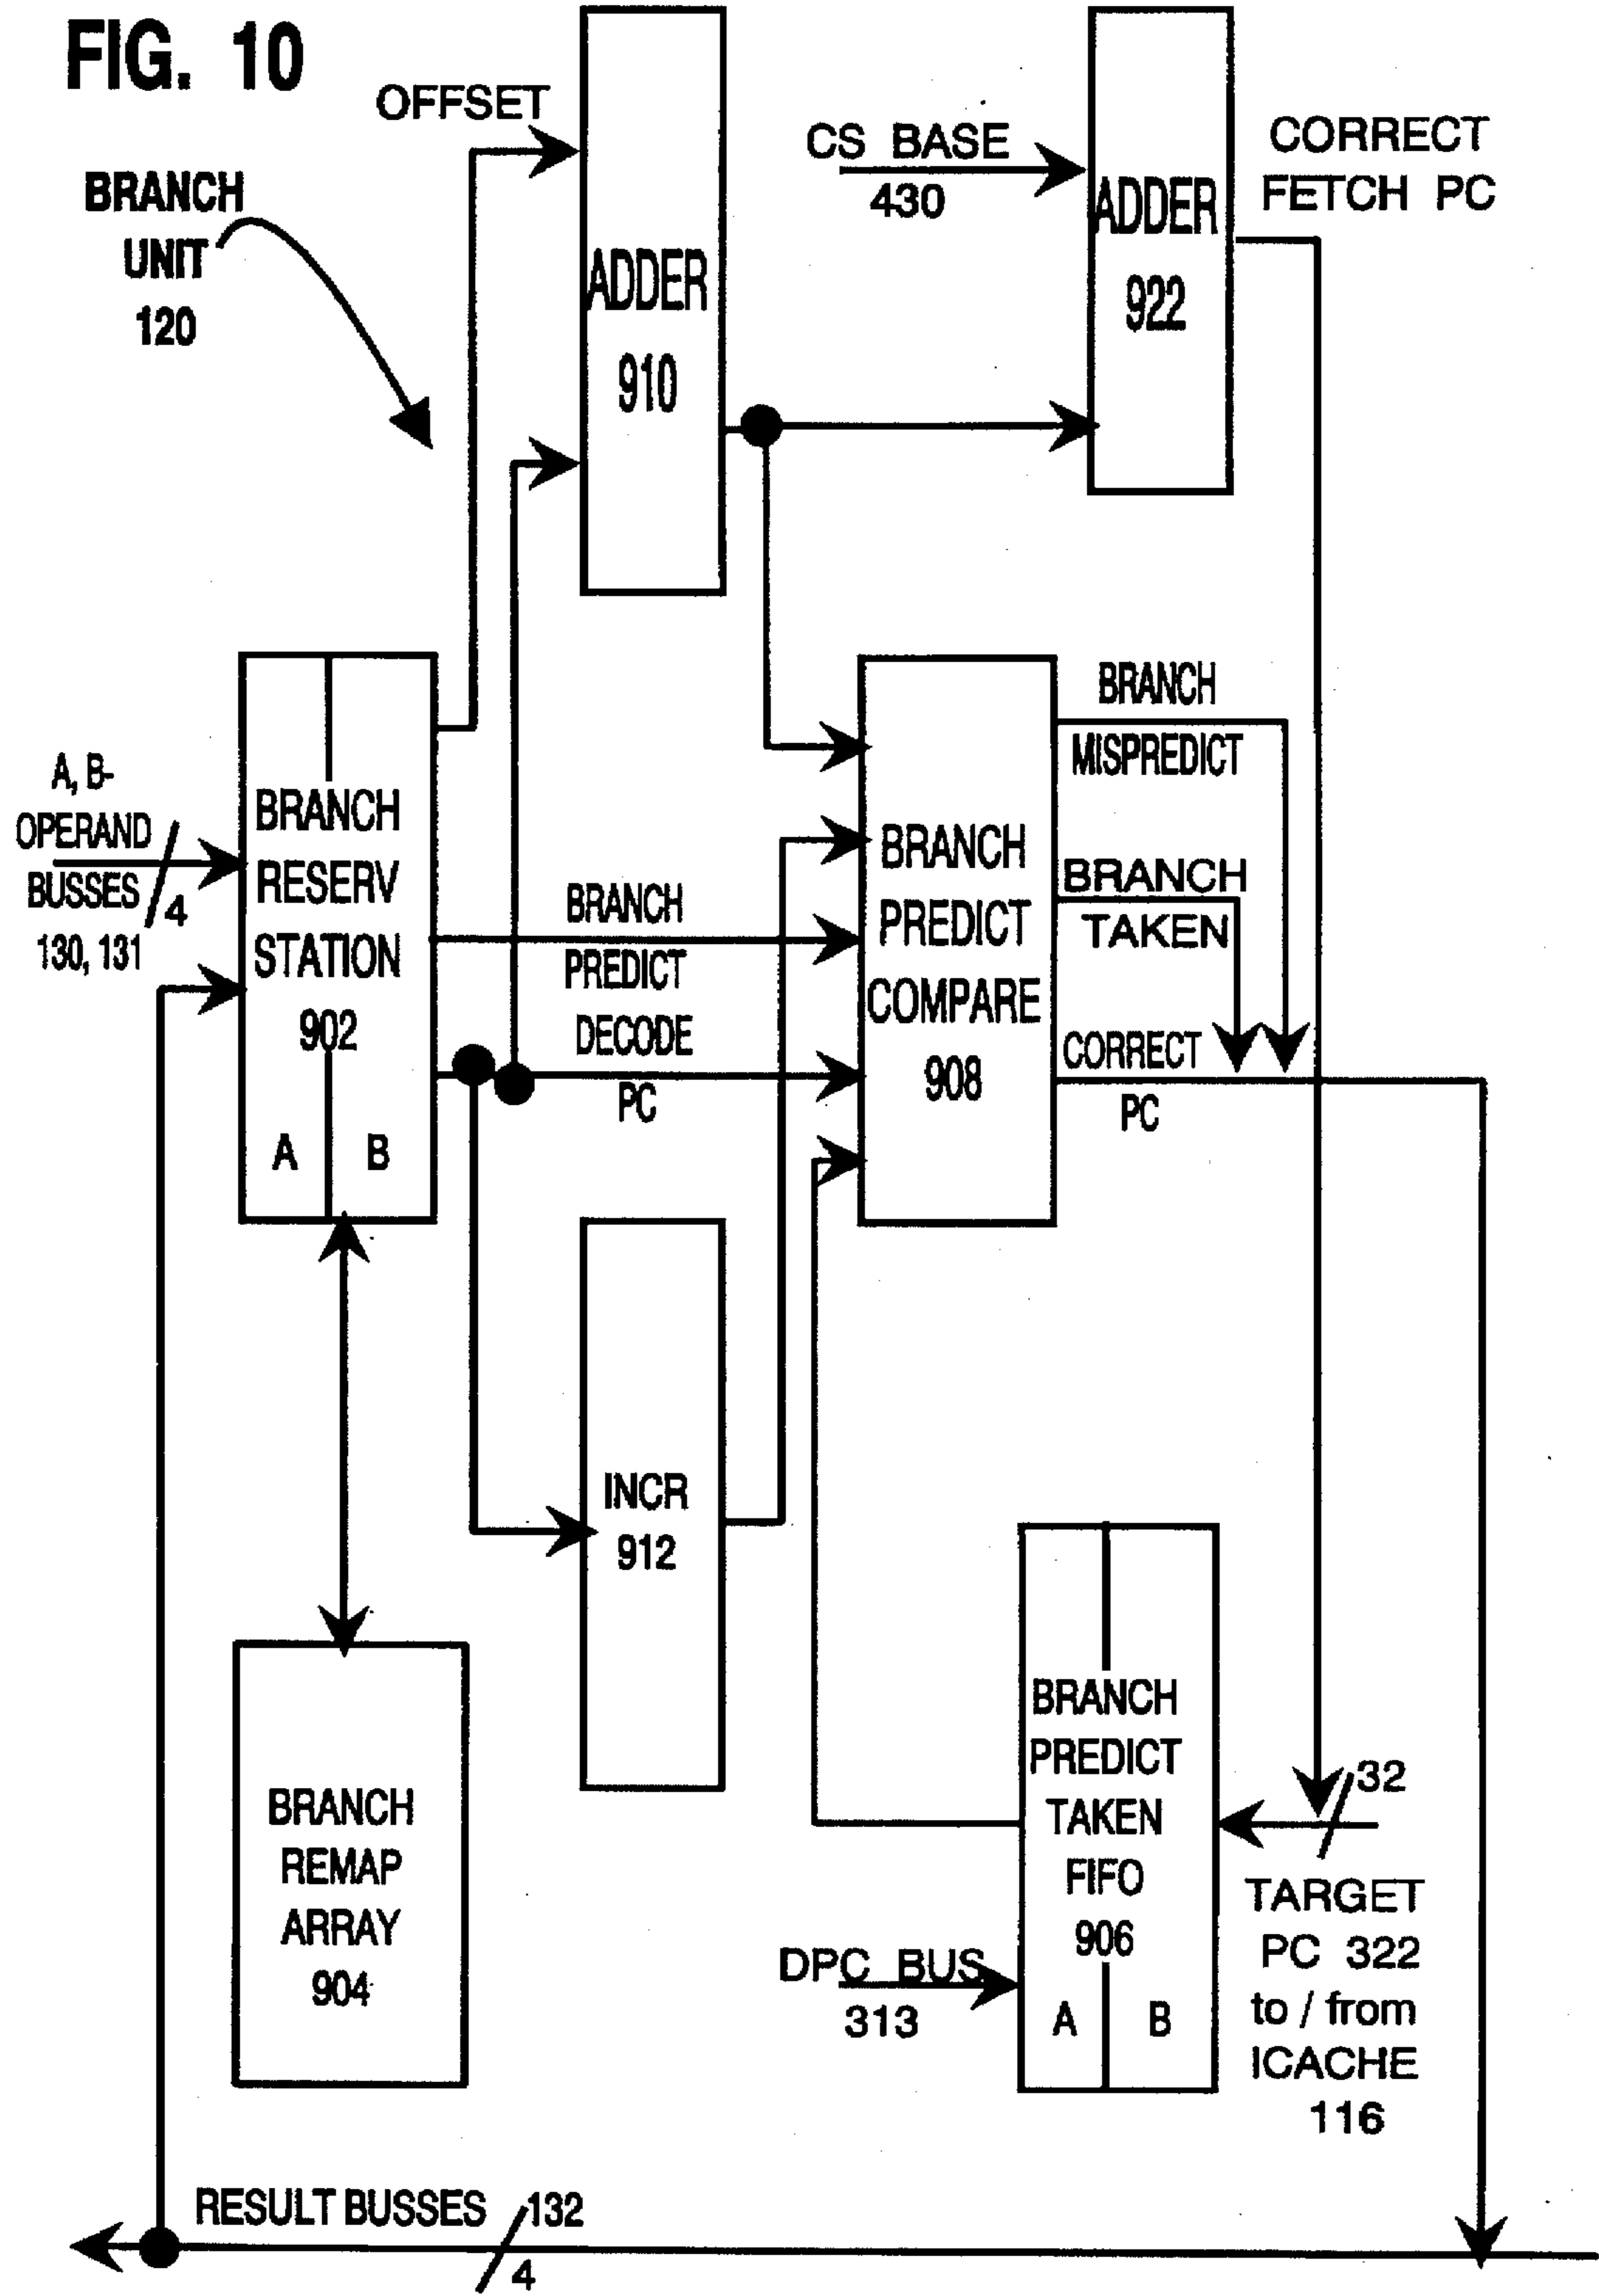 FIG. 10
OFFSET
BRANCH
UNIT
120
ADDER
910
CS BASE
430
ADDER
922
CORRECT
FETCH PC
A, B-
OPERAND
BUSSES
4
130, 131
BRANCH
RESERV
STATION
902
A B
BRANCH
PREDICT
DECODE
PC
BRANCH
PREDICT
COMPARE
908
BRANCH
MISPREDICT
BRANCH
TAKEN
CORRECT
PC
INCR
912
BRANCH
REMAP
ARRAY
904
BRANCH
PREDICT
TAKEN
FIFO
906
A B
DPC BUS
313
32
TARGET
PC 322
to / from
ICACHE
116
RESULT BUSSES 132
4